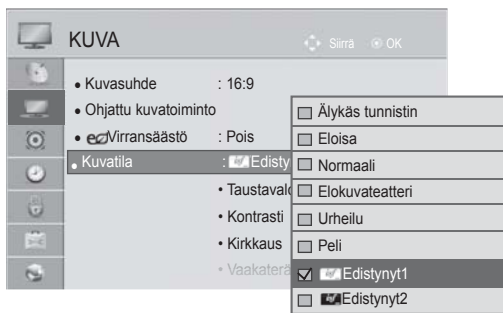 KUVA
Siirrä OK
• Kuvasuhde : 16:9
• Ohjattu kuvatoiminto
• eco Virransäästö : Pois
• Kuvatila : Edisty
• Taustavalo
• Kontrasti
• Kirkkaus
• Vaakaterä
Älykäs tunnistin
Eloisa
Normaali
Elokuvateatteri
Urheilu
Peli
Edistynyt1
Edistynyt2